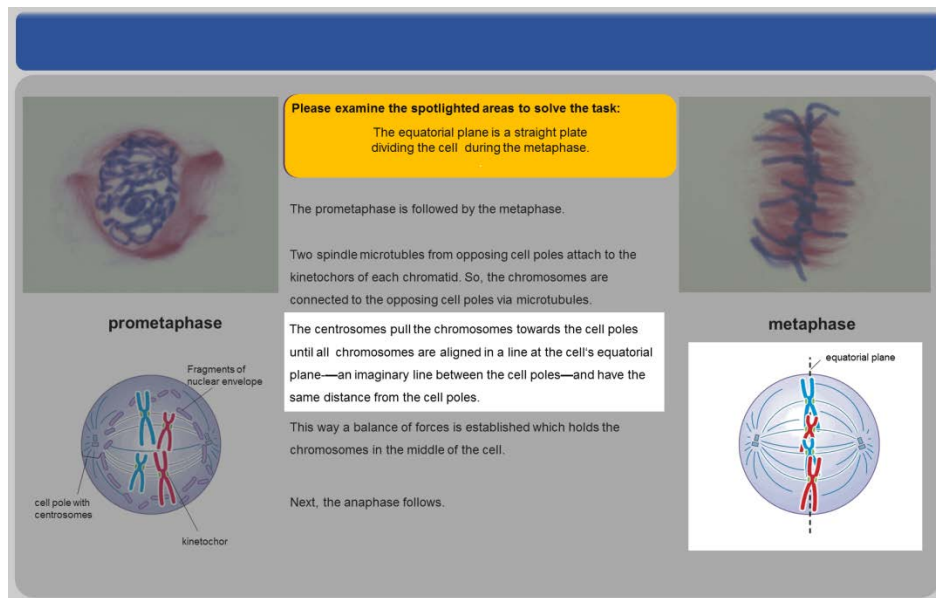 Please examine the spotlighted areas to solve the task:
The equatorial plane is a straight plate
dividing the cell during the metaphase.
The prometaphase is followed by the metaphase.
Two spindle microtubles from opposing cell poles attach to the
kinetochors of each chromatid. So, the chromosomes are
connected to the opposing cell poles via microtubules.
The centrosomes pull the chromosomes towards the cell poles
until all chromosomes are aligned in a line at the cell's equatorial
plane-—an imaginary line between the cell poles—and have the
same distance from the cell poles.
This way a balance of forces is established which holds the
chromosomes in the middle of the cell.
Next, the anaphase follows.
prometaphase
Fragments of
nuclear envelope
cell pole with
centrosomes
kinetochor
metaphase
equatorial plane